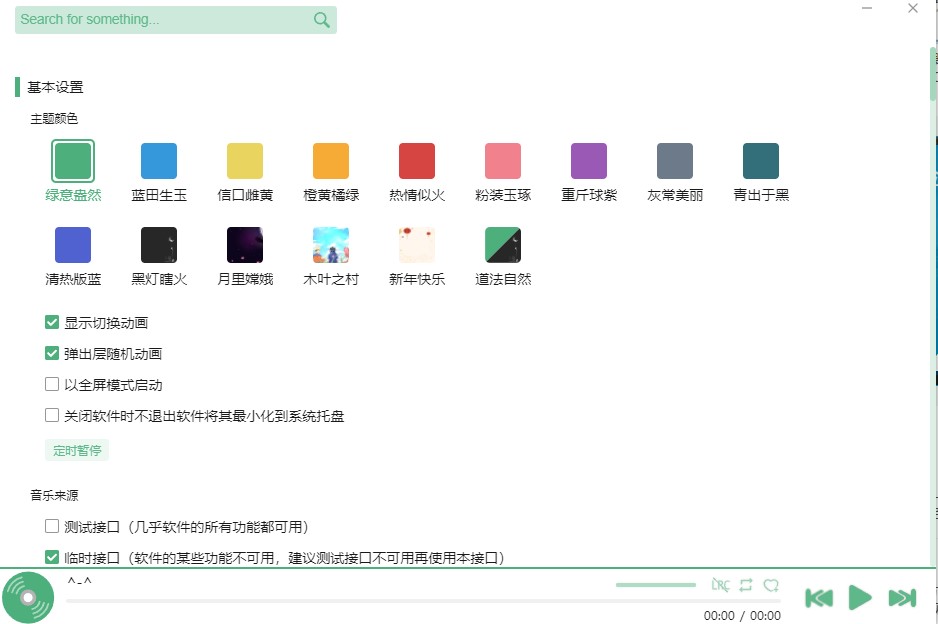 Search for something...
基本设置
主题颜色
绿意盎然 蓝田生玉 信口雌黄 橙黄橘绿 热情似火 粉装玉琢 重斤球紫 灰常美丽 青出于黑
清热版蓝 黑灯瞎火 月里嫦娥 木叶之村 新年快乐 道法自然
显示切换动画
弹出层随机动画
以全屏模式启动
关闭软件时不退出软件将其最小化到系统托盘
定时暂停
音乐来源
测试接口（几乎软件的所有功能都可用）
临时接口（软件的某些功能不可用，建议测试接口不可用再使用本接口）
^-^
LRC
00:00 / 00:00